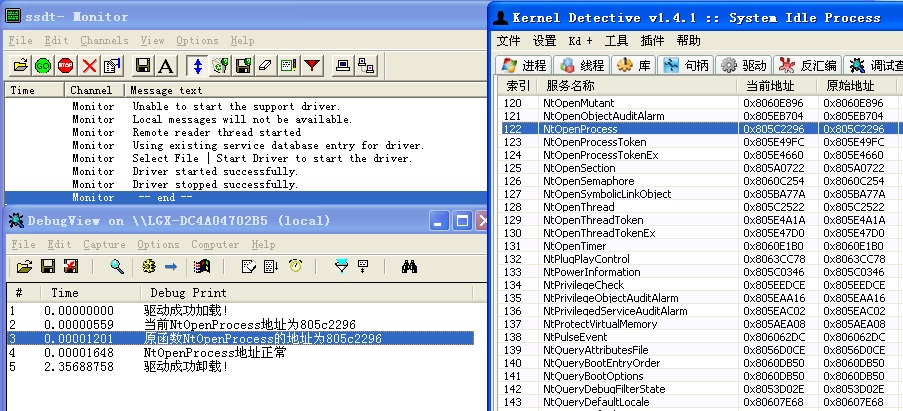 ssdt- Monitor
File Edit Channels View Options Help
Time Channel Message text
Monitor Unable to start the support driver.
Monitor Local messages will not be available.
Monitor Remote reader thread started
Monitor Using existing service database entry for driver.
Monitor Select File | Start Driver to start the driver.
Monitor Driver started successfully.
Monitor Driver stopped successfully.
Monitor -- end --
DebugView on \\LGX-DC4A04702B5 (local)
File Edit Capture Options Computer Help
# Time Debug Print
1 0.00000000 驱动成功加载!
2 0.00000559 当前NtOpenProcess地址为805c2296
3 0.00001201 原函数NtOpenProcess的地址为805c2296
4 0.00001648 NtOpenProcess地址正常
5 2.35688758 驱动成功卸载!
Kernel Detective v1.4.1 :: System Idle Process
文件 设置 Kd + 工具 插件 帮助
进程 线程 库 句柄 驱动 反汇编 调试查
索引 服务名称 当前地址 原始地址
120 NtOpenMutant 0x8060E896 0x8060E896
121 NtOpenObjectAuditAlarm 0x805EB704 0x805EB704
122 NtOpenProcess 0x805C2296 0x805C2296
123 NtOpenProcessToken 0x805E49FC 0x805E49FC
124 NtOpenProcessTokenEx 0x805E4660 0x805E4660
125 NtOpenSection 0x805A0722 0x805A0722
126 NtOpenSemaphore 0x8060C254 0x8060C254
127 NtOpenSymbolicLinkObject 0x805BA77A 0x805BA77A
128 NtOpenThread 0x805C2522 0x805C2522
129 NtOpenThreadToken 0x805E4A1A 0x805E4A1A
130 NtOpenThreadTokenEx 0x805E47D0 0x805E47D0
131 NtOpenTimer 0x8060E1B0 0x8060E1B0
132 NtPlugPlayControl 0x8063CC78 0x8063CC78
133 NtPowerInformation 0x805C0346 0x805C0346
134 NtPrivilegeCheck 0x805EEEEE 0x805EEEEE
135 NtPrivilegeObjectAuditAlarm 0x805EAA16 0x805EAA16
136 NtPrivilegedServiceAuditAlarm 0x805EAC02 0x805EAC02
137 NtProtectVirtualMemory 0x805AEA08 0x805AEA08
138 NtPulseEvent 0x806062DC 0x806062DC
139 NtQueryAttributesFile 0x8056D0CE 0x8056D0CE
140 NtQueryBootEntryOrder 0x8060DB50 0x8060DB50
141 NtQueryBootOptions 0x8060DB50 0x8060DB50
142 NtQueryDebugFilterState 0x8053D02E 0x8053D02E
143 NtQueryDefaultLocale 0x80607E68 0x80607E68